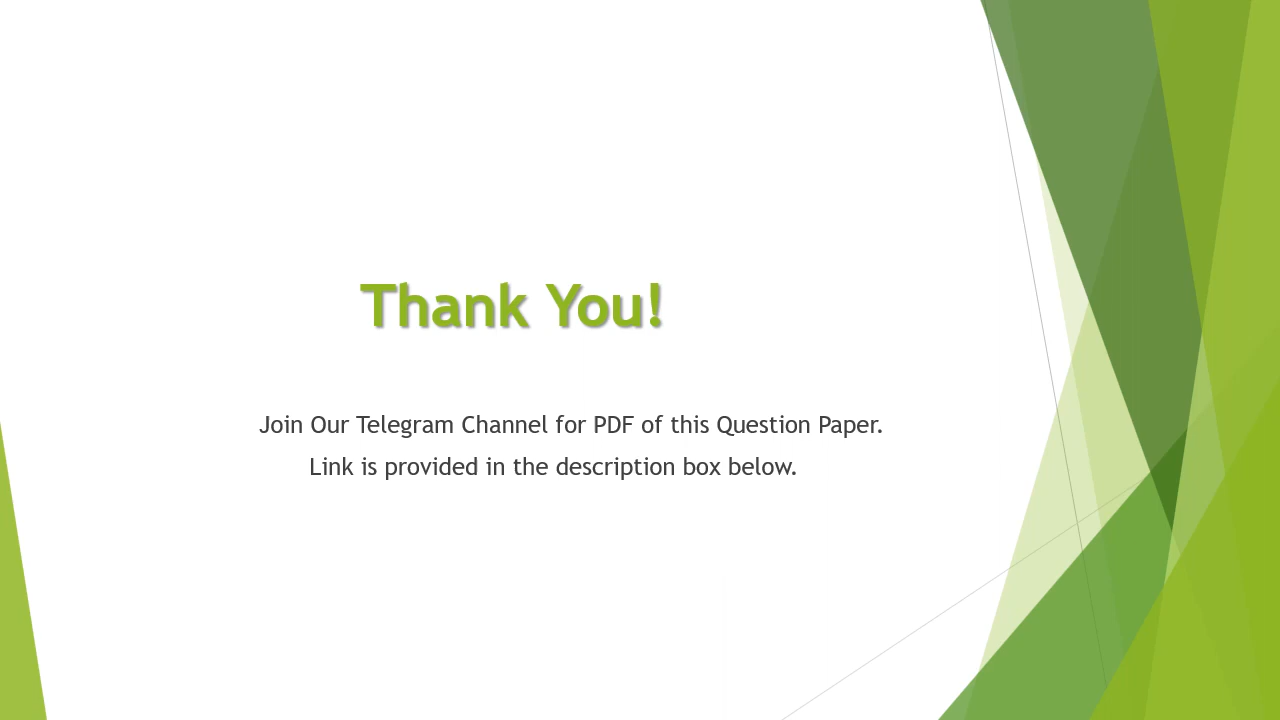 Thank You!
Join Our Telegram Channel for PDF of this Question Paper.
Link is provided in the description box below.